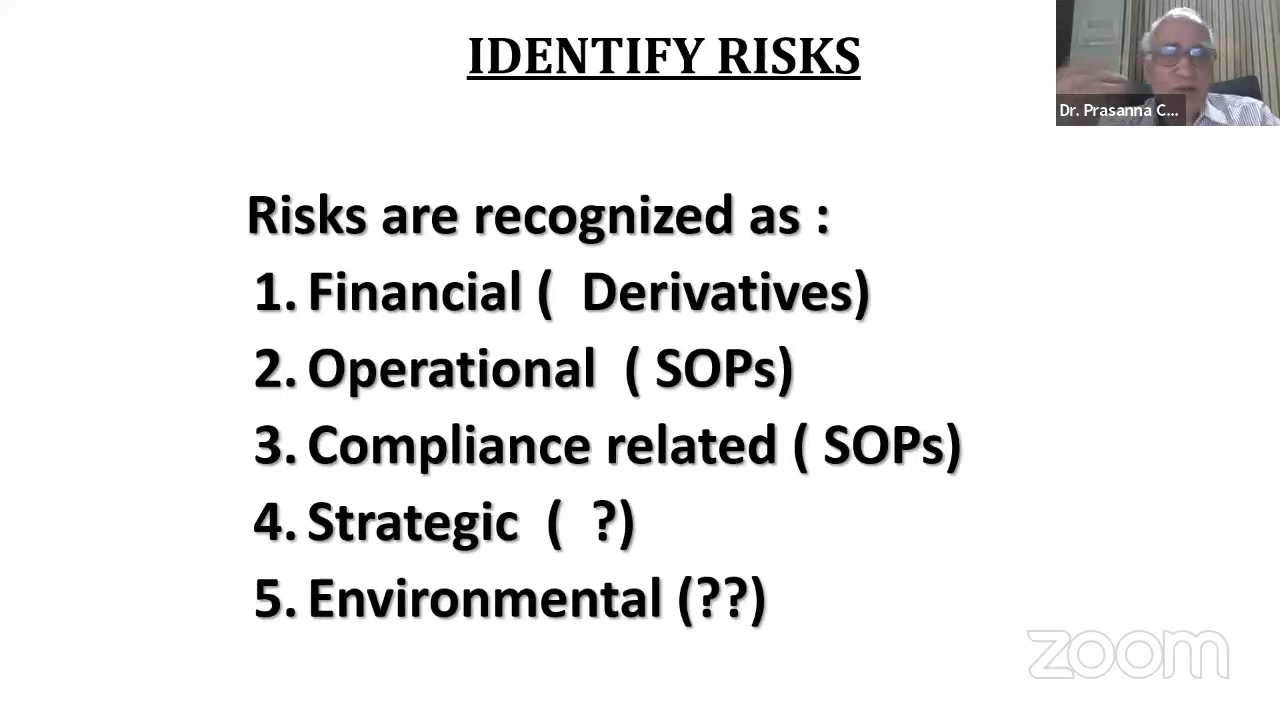 IDENTIFY RISKS
Dr. Prasanna C...
Risks are recognized as :
1. Financial ( Derivatives)
2. Operational ( SOPs)
3. Compliance related ( SOPs)
4. Strategic ( ?)
5. Environmental (??)
zoom